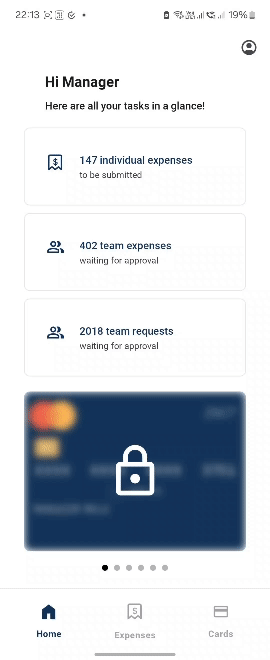 22:13
19%
Hi Manager
Here are all your tasks in a glance!
147 individual expenses
to be submitted
402 team expenses
waiting for approval
2018 team requests
waiting for approval
Home
Expenses
Cards